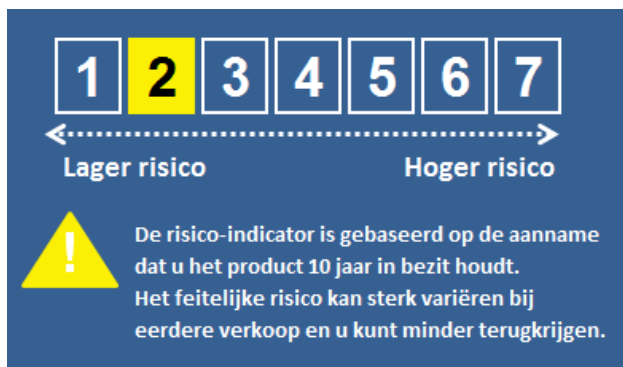 1 2 3 4 5 6 7
Lager risico Hoger risico
!
De risico-indicator is gebaseerd op de aanname
dat u het product 10 jaar in bezit houdt.
Het feitelijke risico kan sterk variëren bij
eerdere verkoop en u kunt minder terugkrijgen.